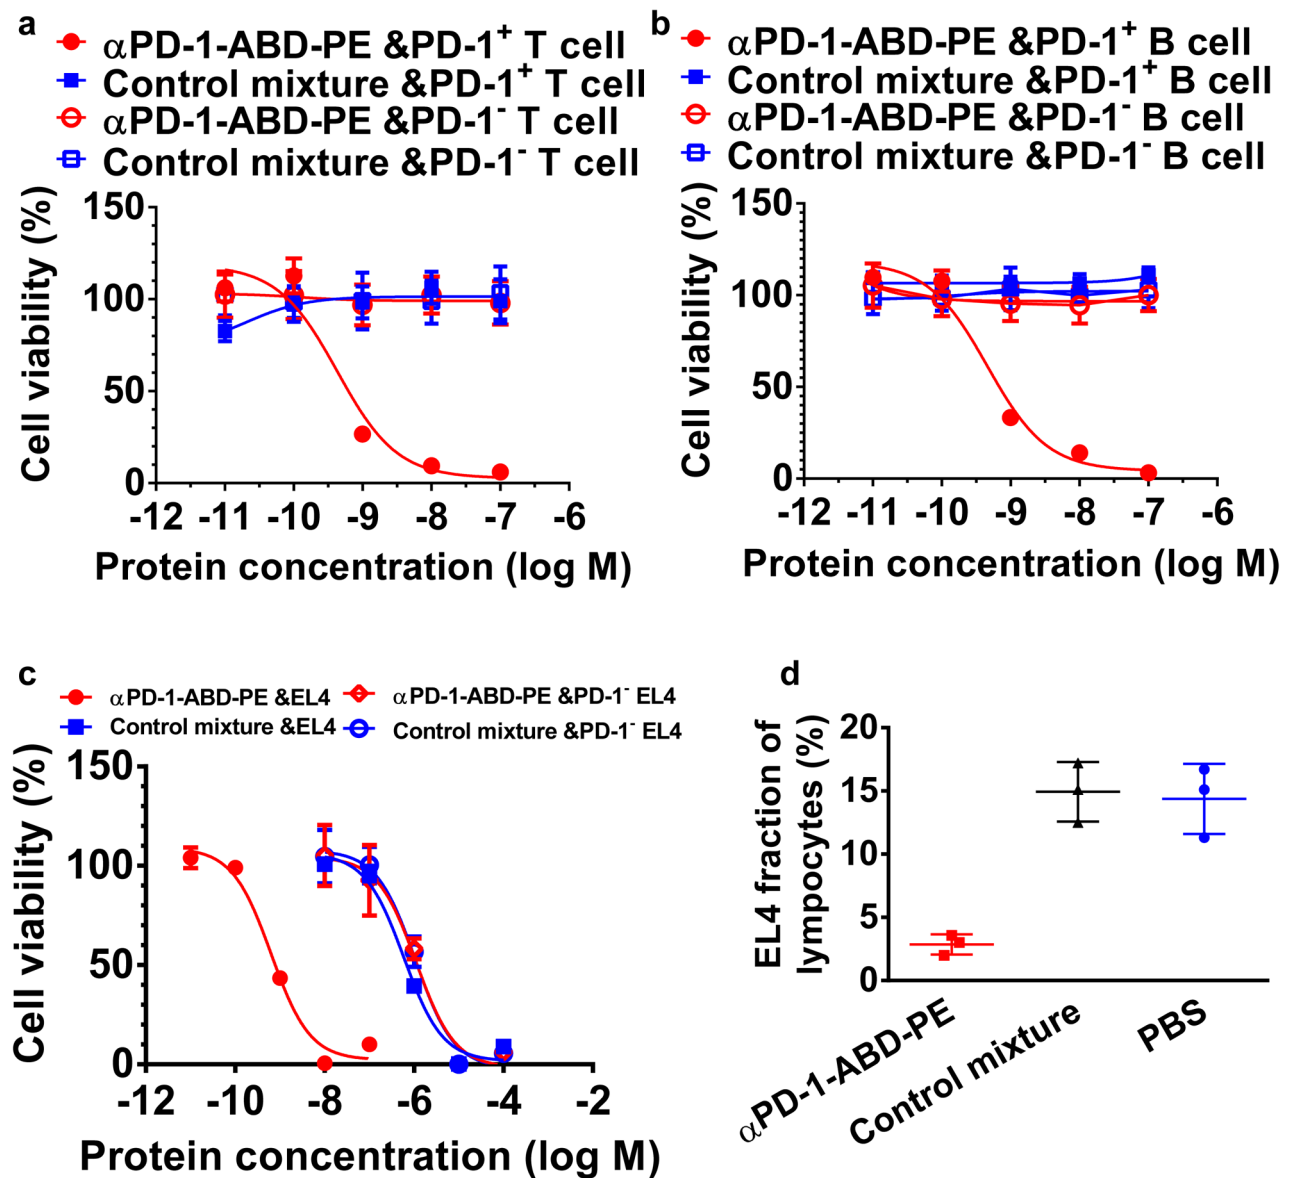 a
αPD-1-ABD-PE &PD-1+ T cell
Control mixture &PD-1+ T cell
αPD-1-ABD-PE &PD-1- T cell
Control mixture &PD-1- T cell
Cell viability (%)
150
100
50
0
-12 -11 -10 -9 -8 -7 -6
Protein concentration (log M)
b
αPD-1-ABD-PE &PD-1+ B cell
Control mixture &PD-1+ B cell
αPD-1-ABD-PE &PD-1- B cell
Control mixture &PD-1- B cell
Cell viability (%)
150
100
50
0
-12 -11 -10 -9 -8 -7 -6
Protein concentration (log M)
c
αPD-1-ABD-PE &EL4
αPD-1-ABD-PE &PD-1- EL4
Control mixture &EL4
Control mixture &PD-1- EL4
Cell viability (%)
150
100
50
0
-12 -10 -8 -6 -4 -2
Protein concentration (log M)
d
EL4 fraction of
lympocytes (%)
20
15
10
5
0
αPD-1-ABD-PE
Control mixture
PBS